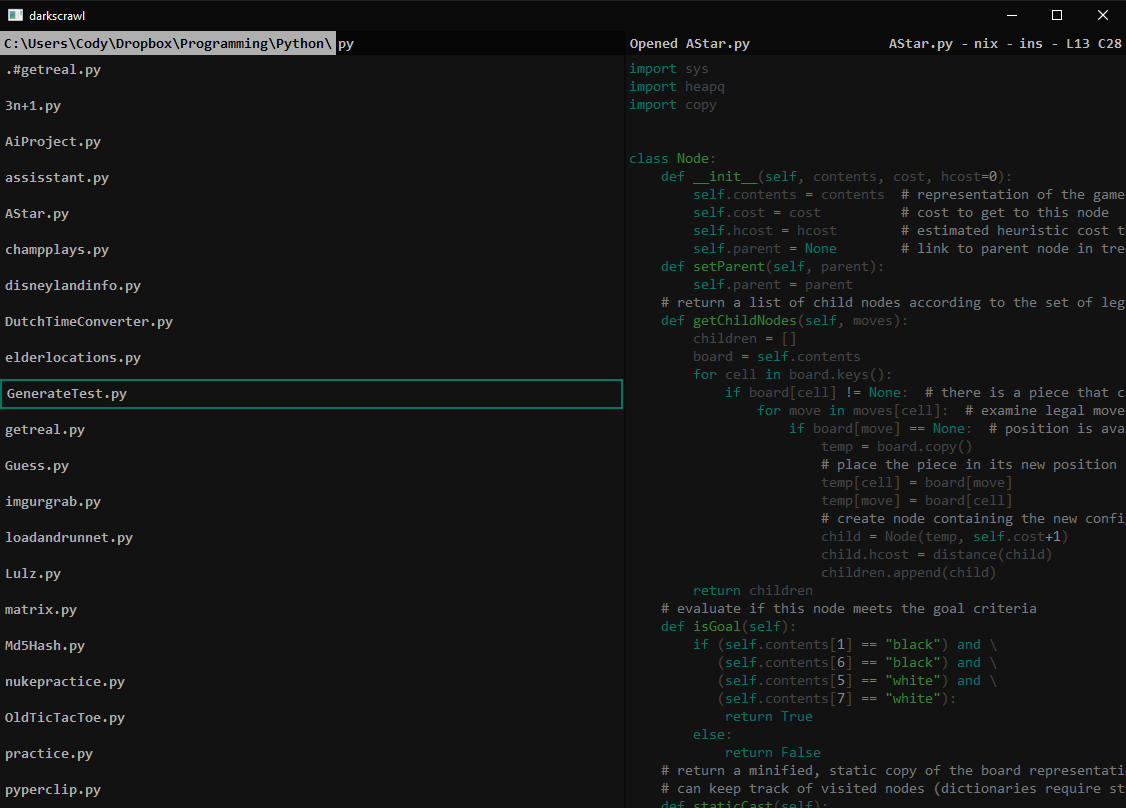 darkscrawl
C:\Users\Cody\Dropbox\Programming\Python\ py
.#getreal.py
3n+1.py
AiProject.py
assisstant.py
AStar.py
champplays.py
disneylandinfo.py
DutchTimeConverter.py
elderlocations.py
GenerateTest.py
getreal.py
Guess.py
imgurgrab.py
loadandrunnet.py
Lulz.py
matrix.py
Md5Hash.py
nukepractice.py
OldTicTacToe.py
practice.py
pyperclip.py
Opened AStar.py AStar.py - nix - ins - L13 C28
import sys
import heapq
import copy
class Node:
    def __init__(self, contents, cost, hcost=0):
        self.contents = contents  # representation of the game
        self.cost = cost          # cost to get to this node
        self.hcost = hcost        # estimated heuristic cost t
        self.parent = None        # link to parent node in tre
    def setParent(self, parent):
        self.parent = parent
    # return a list of child nodes according to the set of leg
    def getChildNodes(self, moves):
        children = []
        board = self.contents
        for cell in board.keys():
            if board[cell] != None:  # there is a piece that c
                for move in moves[cell]:  # examine legal move
                    if board[move] == None:  # position is ava
                        temp = board.copy()
                        # place the piece in its new position
                        temp[cell] = board[move]
                        temp[move] = board[cell]
                        # create node containing the new confi
                        child = Node(temp, self.cost+1)
                        child.hcost = distance(child)
                        children.append(child)
        return children
    # evaluate if this node meets the goal criteria
    def isGoal(self):
        if (self.contents[1] == "black") and \
           (self.contents[6] == "black") and \
           (self.contents[5] == "white") and \
           (self.contents[7] == "white"):
            return True
        else:
            return False
    # return a minified, static copy of the board representati
    # can keep track of visited nodes (dictionaries require st
    def staticCast(self):